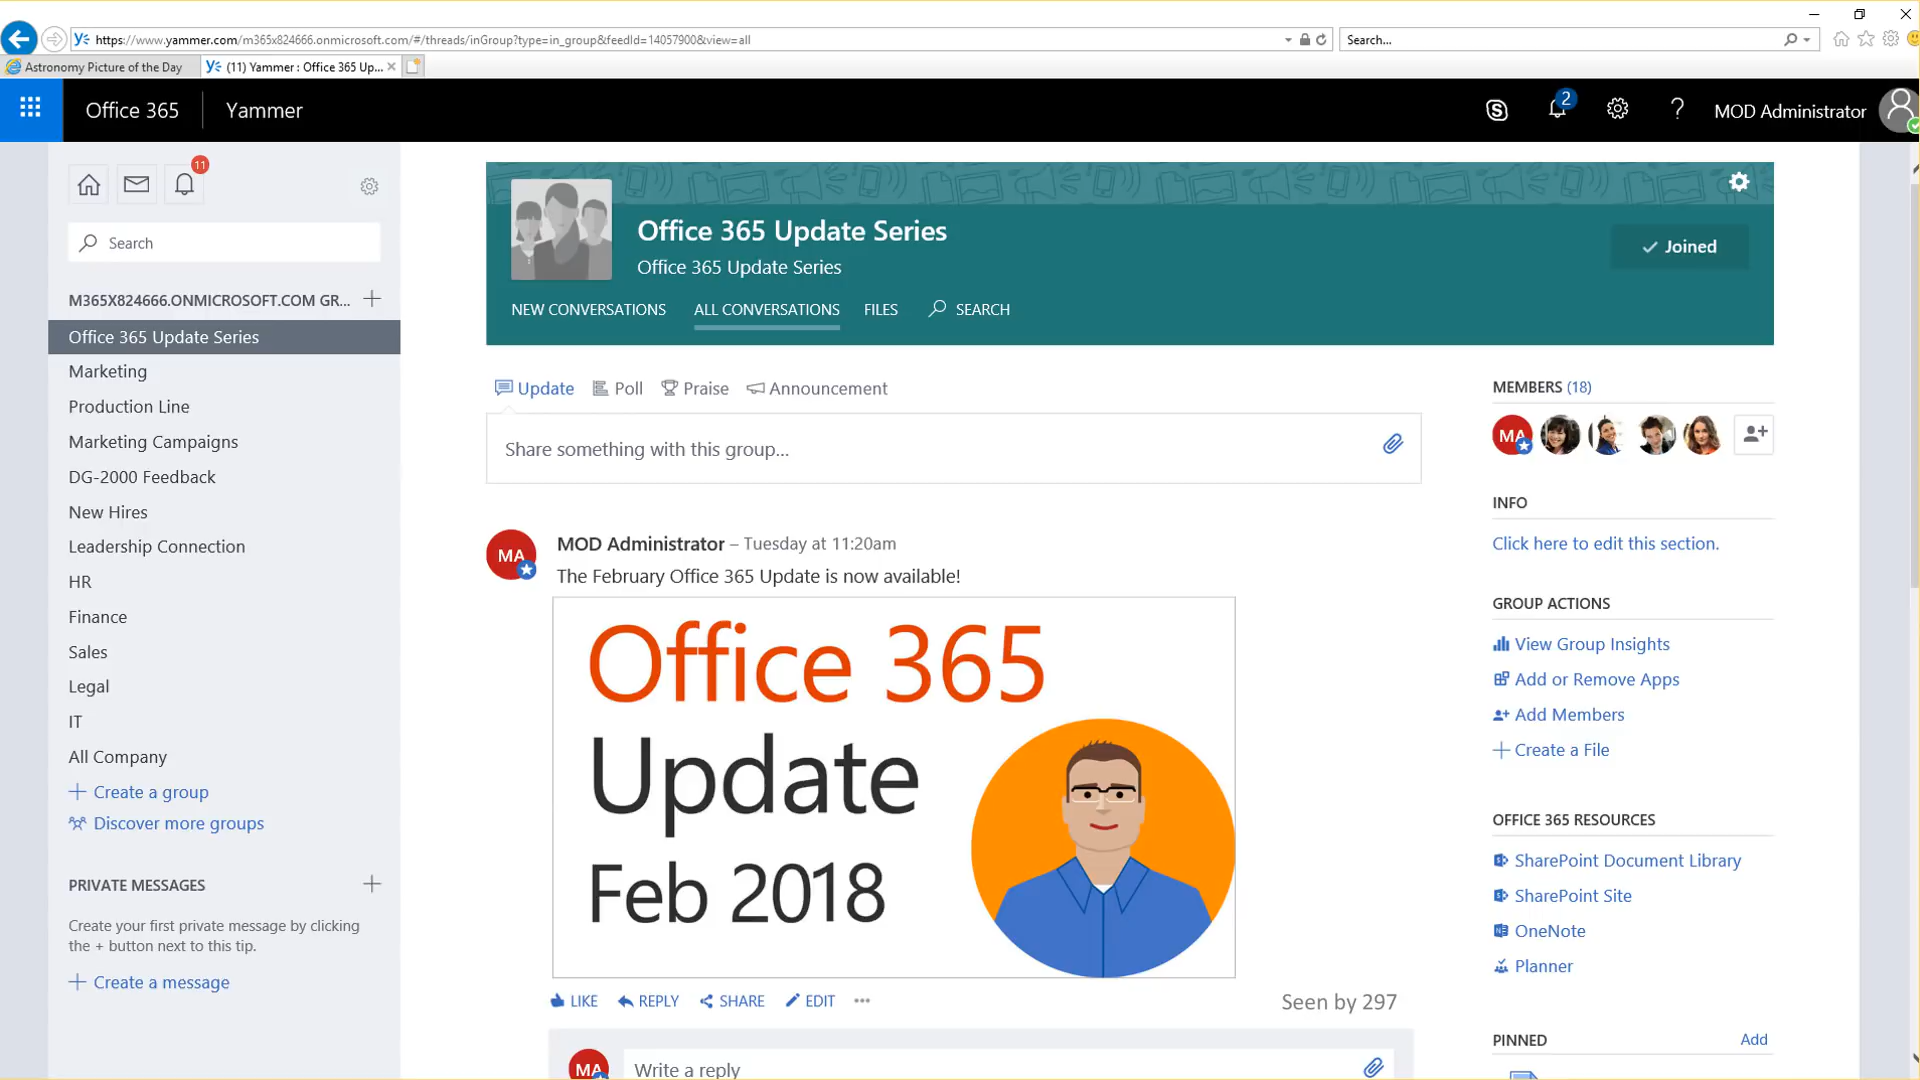 https://www.yammer.com/m365x824666.onmicrosoft.com/#/threads/inGroup?type=in_group&feedId=14057900&view=all
Search...
Astronomy Picture of the Day
(11) Yammer : Office 365 Up...
Office 365
Yammer
2
MOD Administrator
11
Search
M365X824666.ONMICROSOFT.COM GR...
Office 365 Update Series
Marketing
Production Line
Marketing Campaigns
DG-2000 Feedback
New Hires
Leadership Connection
HR
Finance
Sales
Legal
IT
All Company
Create a group
Discover more groups
PRIVATE MESSAGES
Create your first private message by clicking
the + button next to this tip.
Create a message
Office 365 Update Series
Office 365 Update Series
Joined
NEW CONVERSATIONS
ALL CONVERSATIONS
FILES
SEARCH
Update
Poll
Praise
Announcement
Share something with this group...
MA
MOD Administrator – Tuesday at 11:20am
The February Office 365 Update is now available!
Office 365
Update
Feb 2018
LIKE
REPLY
SHARE
EDIT
Seen by 297
MA
Write a reply
MEMBERS (18)
MA
INFO
Click here to edit this section.
GROUP ACTIONS
View Group Insights
Add or Remove Apps
Add Members
Create a File
OFFICE 365 RESOURCES
SharePoint Document Library
SharePoint Site
OneNote
Planner
PINNED
Add